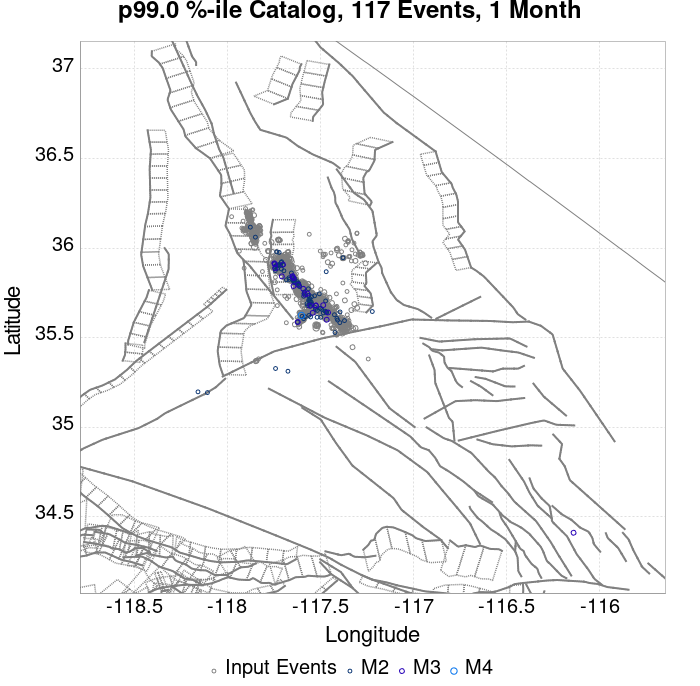 p99.0 %-ile Catalog, 117 Events, 1 Month
37
36.5
36
35.5
35
34.5
Latitude
-118.5 -118 -117.5 -117 -116.5 -116
Longitude
Input Events M2 M3 M4